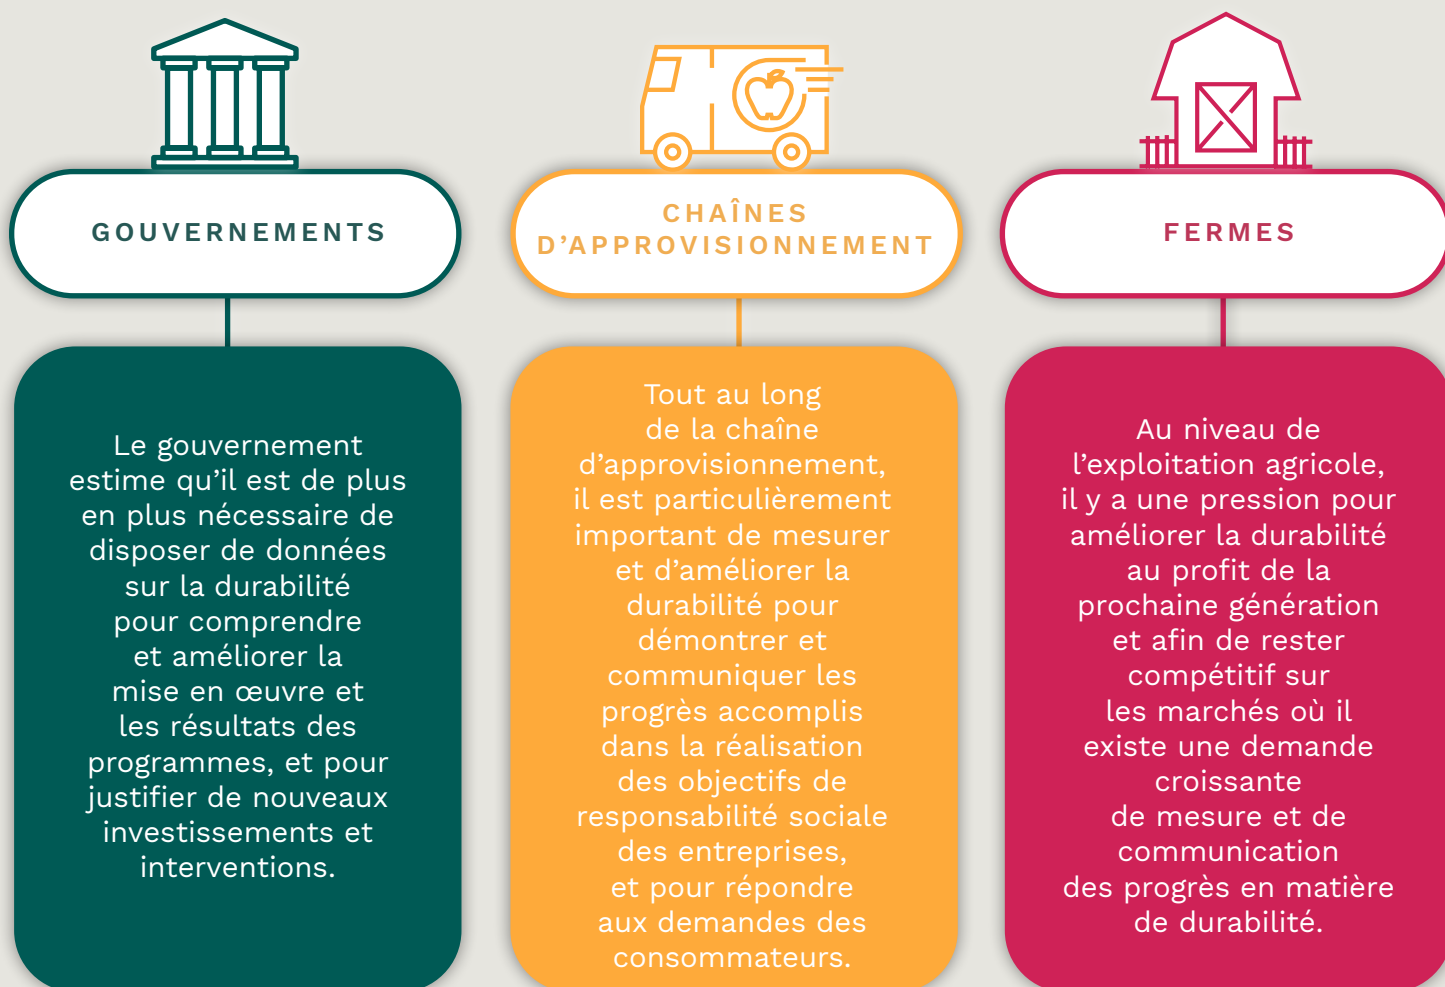 GOUVERNEMENTS
Le gouvernement
estime qu’il est de plus
en plus nécessaire de
disposer de données
sur la durabilité
pour comprendre
et améliorer la
mise en œuvre et
les résultats des
programmes, et pour
justifier de nouveaux
investissements et
interventions.
CHAÎNES
D’APPROVISIONNEMENT
Tout au long
de la chaîne
d’approvisionnement,
il est particulièrement
important de mesurer
et d’améliorer la
durabilité pour
démontrer et
communiquer les
progrès accomplis
dans la réalisation
des objectifs de
responsabilité sociale
des entreprises,
et pour répondre
aux demandes des
consommateurs.
FERMES
Au niveau de
l’exploitation agricole,
il y a une pression pour
améliorer la durabilité
au profit de la
prochaine génération
et afin de rester
compétitif sur
les marchés où il
existe une demande
croissante
de mesure et de
communication
des progrès en matière
de durabilité.